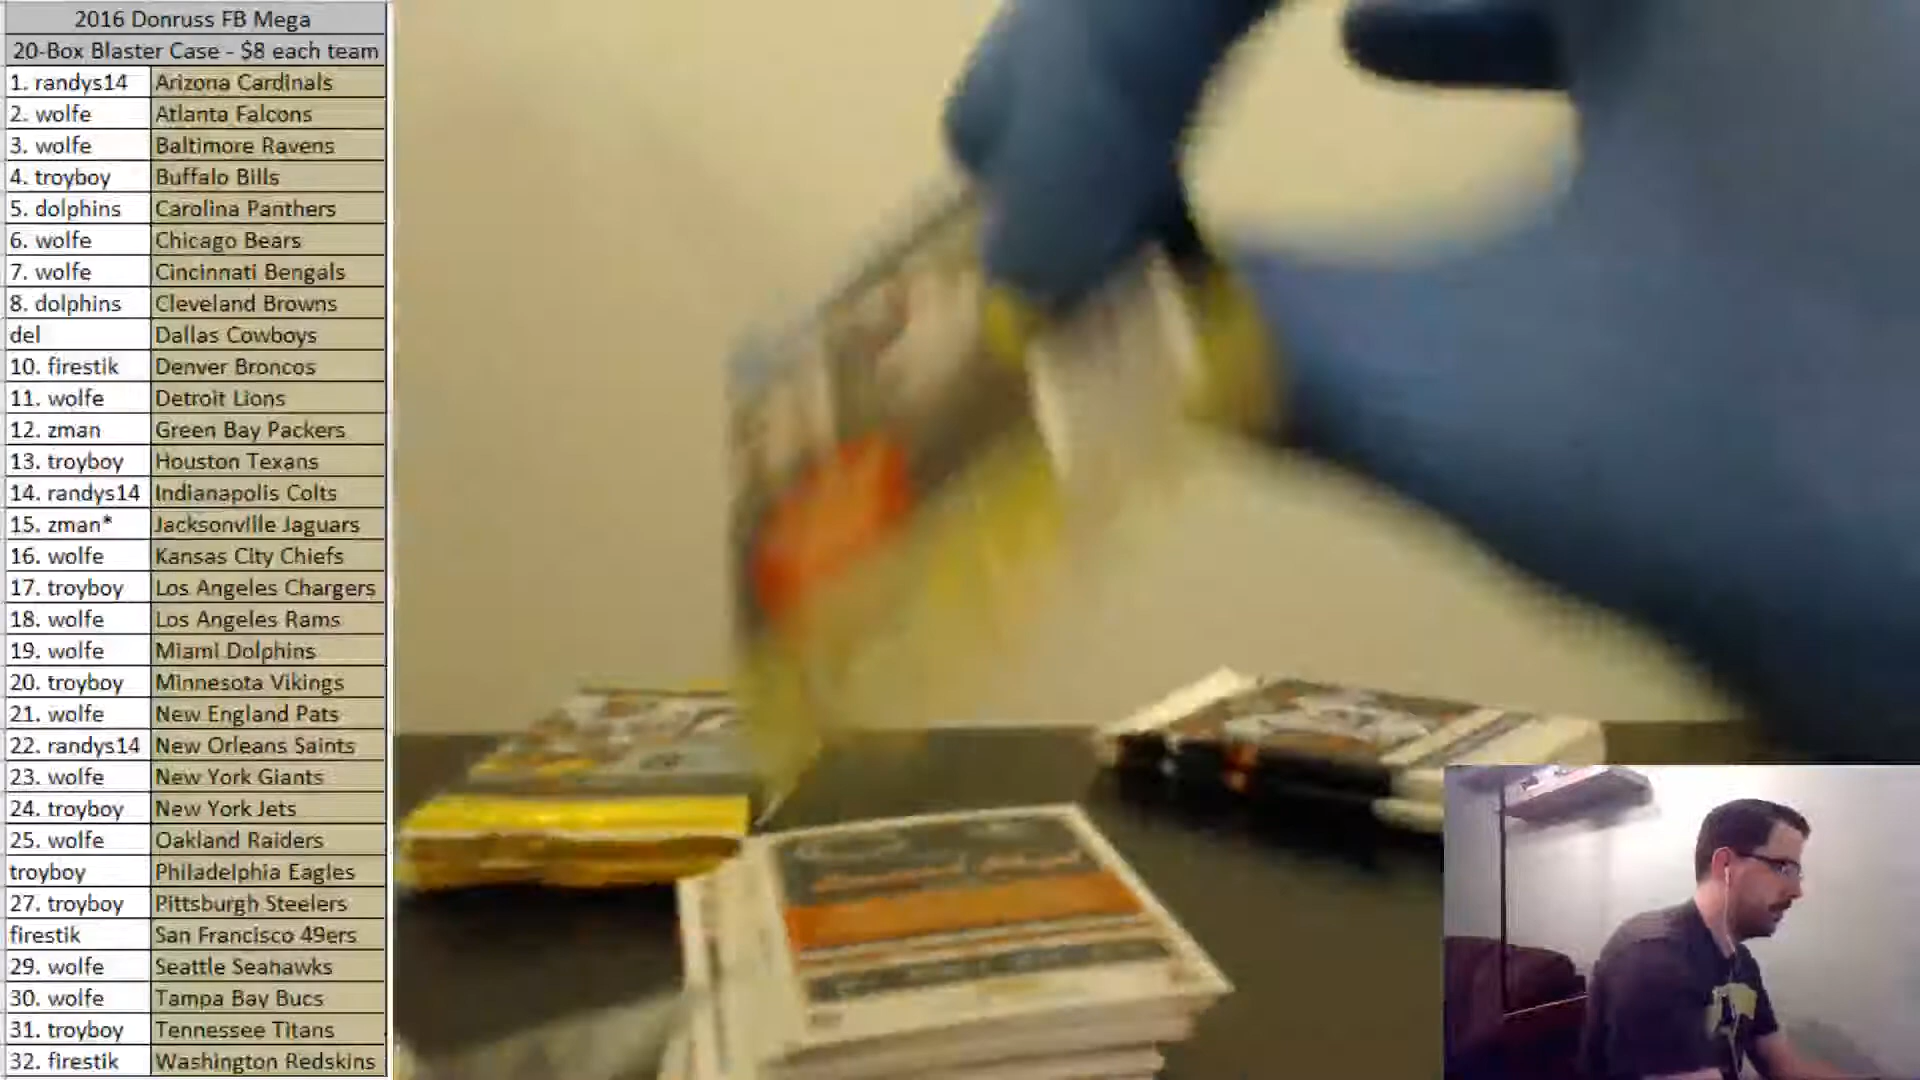 2016 Donruss FB Mega
20-Box Blaster Case - $8 each team
1. randys14 Arizona Cardinals
2. wolfe Atlanta Falcons
3. wolfe Baltimore Ravens
4. troyboy Buffalo Bills
5. dolphins Carolina Panthers
6. wolfe Chicago Bears
7. wolfe Cincinnati Bengals
8. dolphins Cleveland Browns
del Dallas Cowboys
10. firestik Denver Broncos
11. wolfe Detroit Lions
12. zman Green Bay Packers
13. troyboy Houston Texans
14. randys14 Indianapolis Colts
15. zman* Jacksonville Jaguars
16. wolfe Kansas City Chiefs
17. troyboy Los Angeles Chargers
18. wolfe Los Angeles Rams
19. wolfe Miami Dolphins
20. troyboy Minnesota Vikings
21. wolfe New England Pats
22. randys14 New Orleans Saints
23. wolfe New York Giants
24. troyboy New York Jets
25. wolfe Oakland Raiders
troyboy Philadelphia Eagles
27. troyboy Pittsburgh Steelers
firestik San Francisco 49ers
29. wolfe Seattle Seahawks
30. wolfe Tampa Bay Bucs
31. troyboy Tennessee Titans
32. firestik Washington Redskins